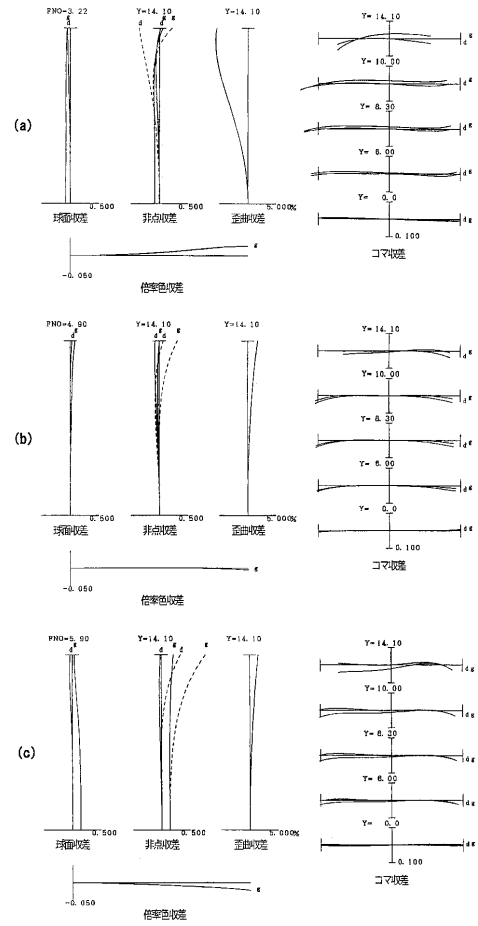 (a)
FNO=3.22
d g
Y=14.10
d
d g
g
Y=14.10
0.500
球面収差
0.500
非点収差
5.000%
歪曲収差
g
-0.050
倍率色収差
Y= 14.10
g
d
Y= 10.00
g
d
Y= 8.30
d g
Y= 6.00
d g
Y= 0.0
d g
0.100
コマ収差
(b)
FNO=4.90
d g
Y=14.10
g
d d
g
Y=14.10
0.500
球面収差
0.500
非点収差
5.000%
歪曲収差
g
-0.050
倍率色収差
Y= 14.10
d g
Y= 10.00
d g
Y= 8.30
d g
Y= 6.00
d g
Y= 0.0
d g
0.100
コマ収差
(c)
FNO=5.90
d g
Y=14.10
d
g
d
g
Y=14.10
0.500
球面収差
0.500
非点収差
5.000%
歪曲収差
g
-0.050
倍率色収差
Y= 14.10
d g
Y= 10.00
d g
Y= 8.30
d g
Y= 6.00
d g
Y= 0.0
d g
0.100
コマ収差